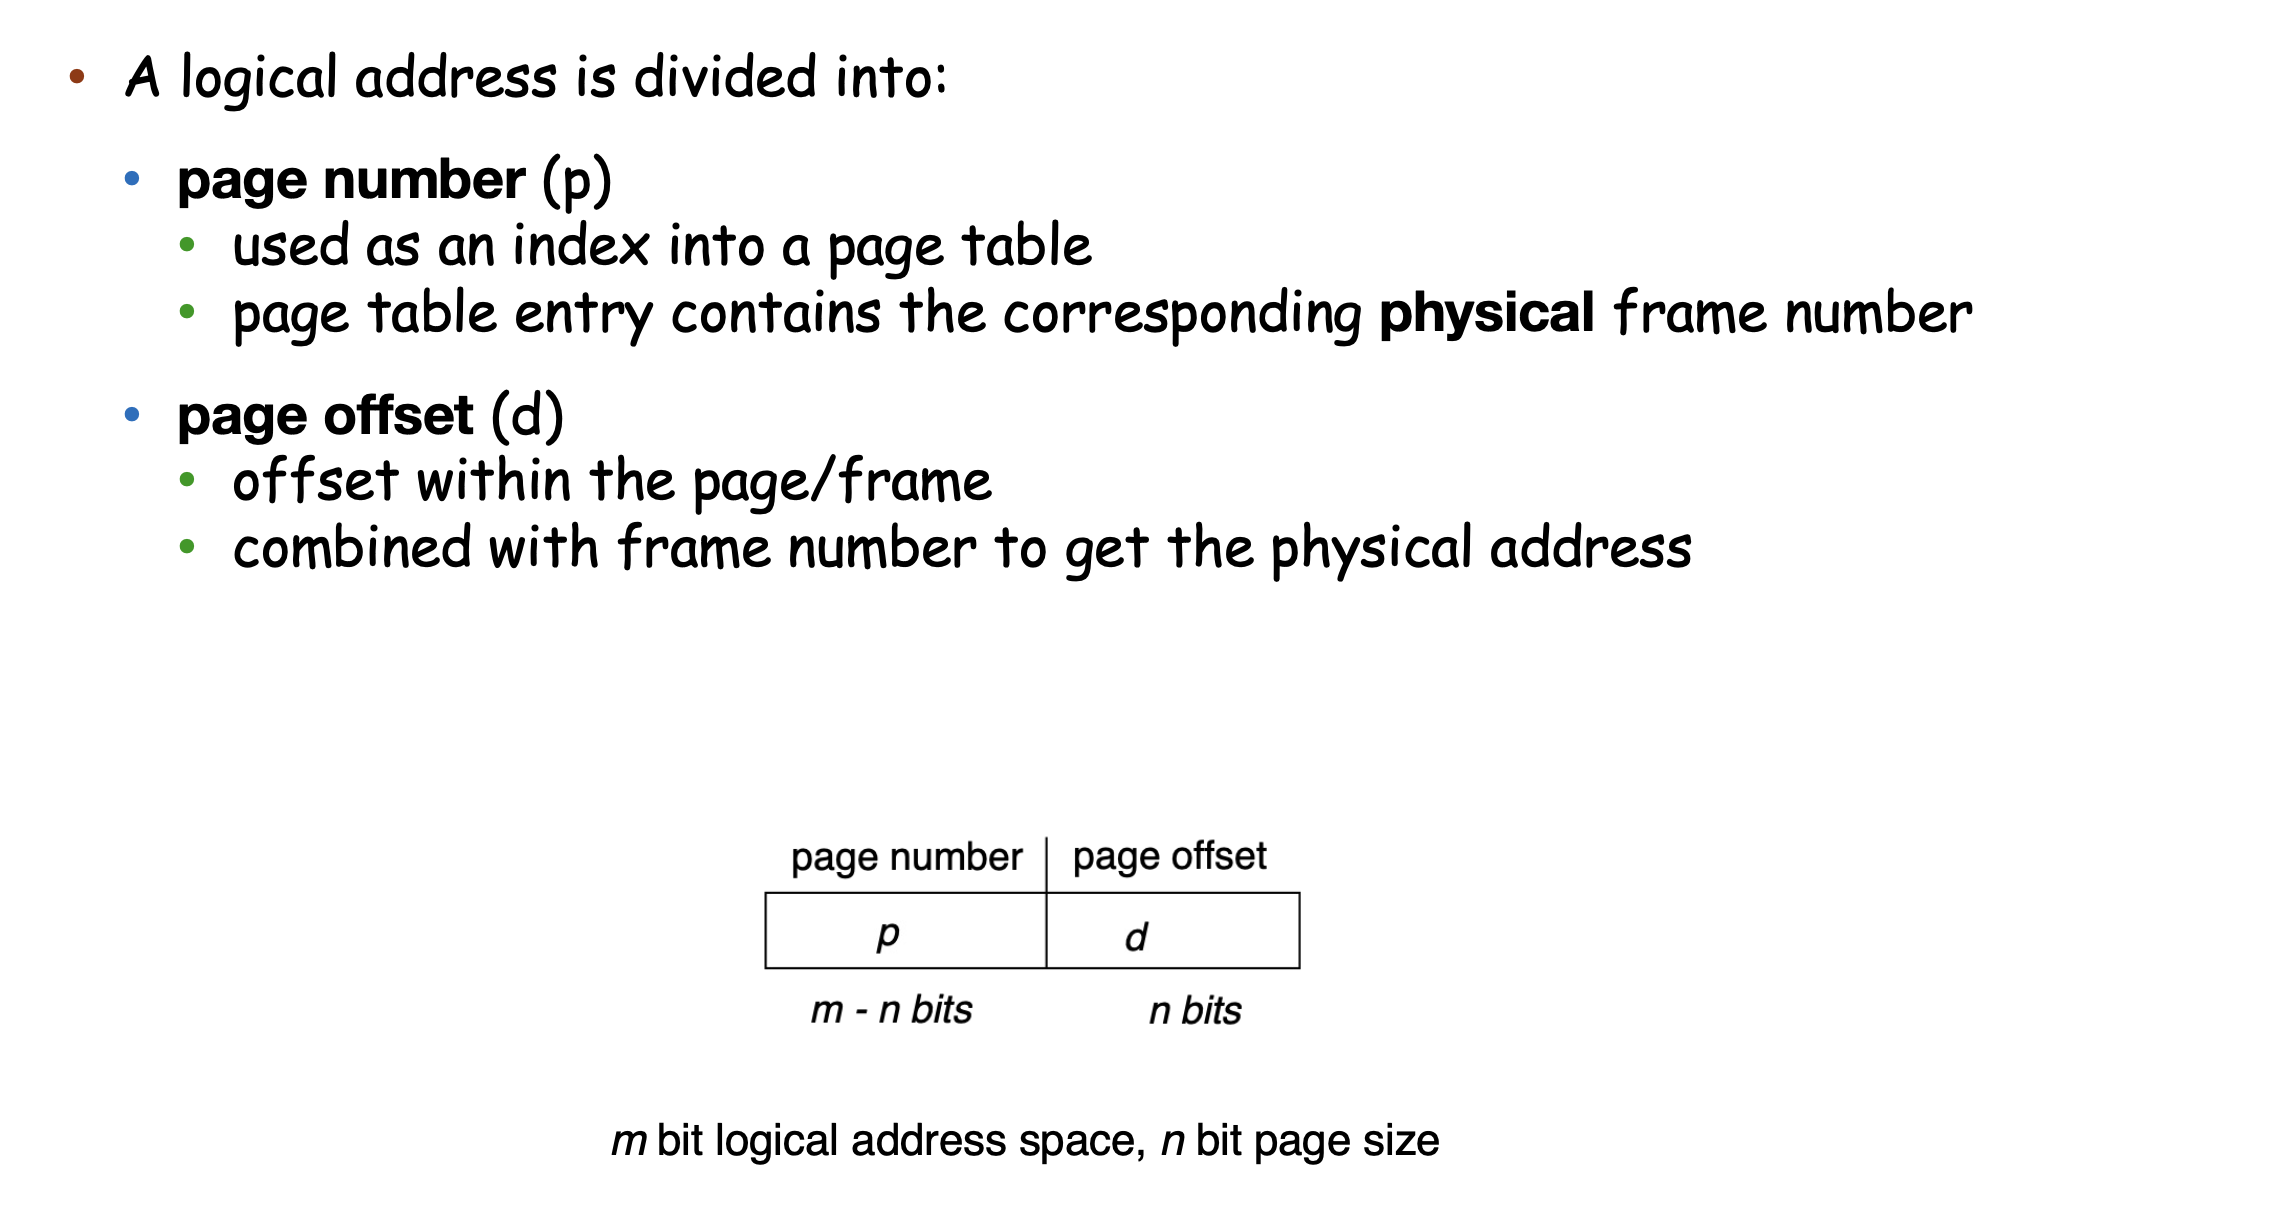 • A logical address is divided into:
• page number (p)
• used as an index into a page table
• page table entry contains the corresponding physical frame number
• page offset (d)
• offset within the page/frame
• combined with frame number to get the physical address
page number page offset
p d
m - n bits n bits
m bit logical address space, n bit page size